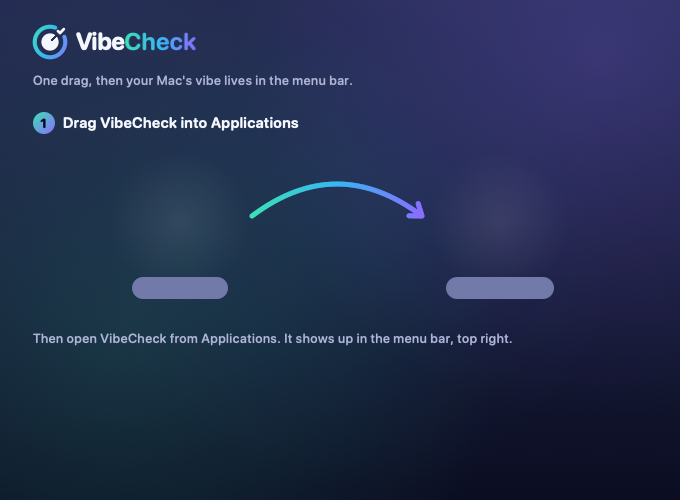 VibeCheck
One drag, then your Mac's vibe lives in the menu bar.
1 Drag VibeCheck into Applications
Then open VibeCheck from Applications. It shows up in the menu bar, top right.